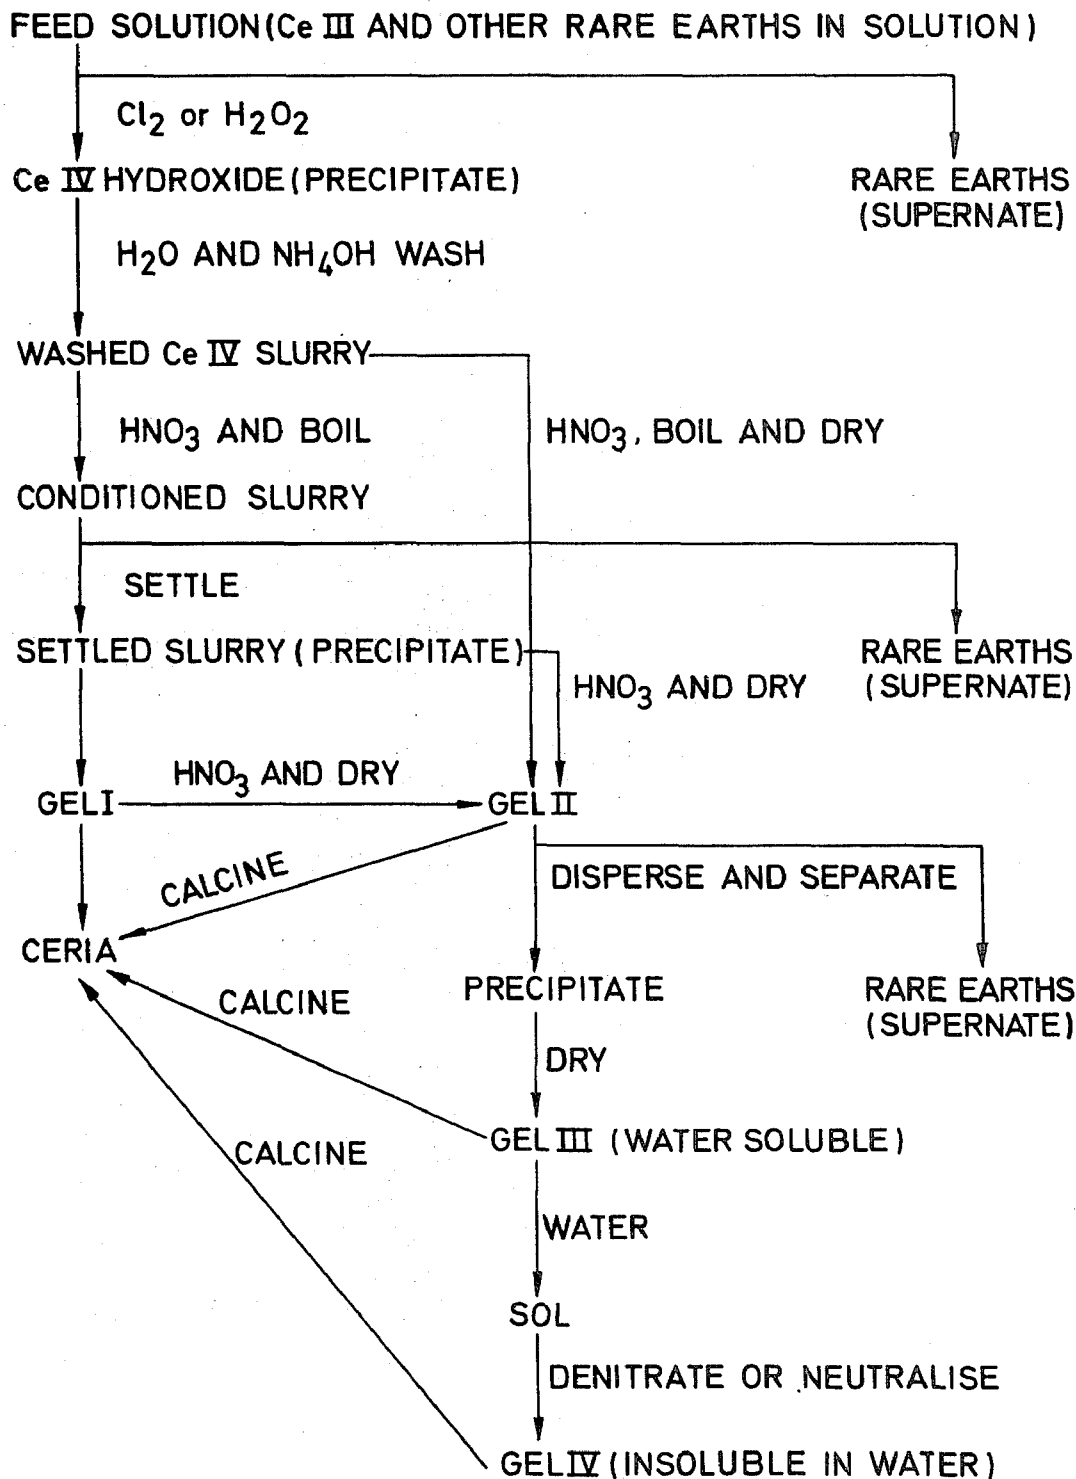 FEED SOLUTION(Ce III AND OTHER RARE EARTHS IN SOLUTION)
Cl2 or H2O2
Ce IV HYDROXIDE(PRECIPITATE)
RARE EARTHS
(SUPERNATE)
H2O AND NH4OH WASH
WASHED Ce IV SLURRY
HNO3 AND BOIL
HNO3, BOIL AND DRY
CONDITIONED SLURRY
SETTLE
SETTLED SLURRY (PRECIPITATE)
RARE EARTHS
(SUPERNATE)
HNO3 AND DRY
HNO3 AND DRY
GEL I
GEL II
CALCINE
DISPERSE AND SEPARATE
CERIA
CALCINE
PRECIPITATE
RARE EARTHS
(SUPERNATE)
DRY
GEL III (WATER SOLUBLE)
CALCINE
WATER
SOL
DENITRATE OR NEUTRALISE
GEL IV (INSOLUBLE IN WATER)